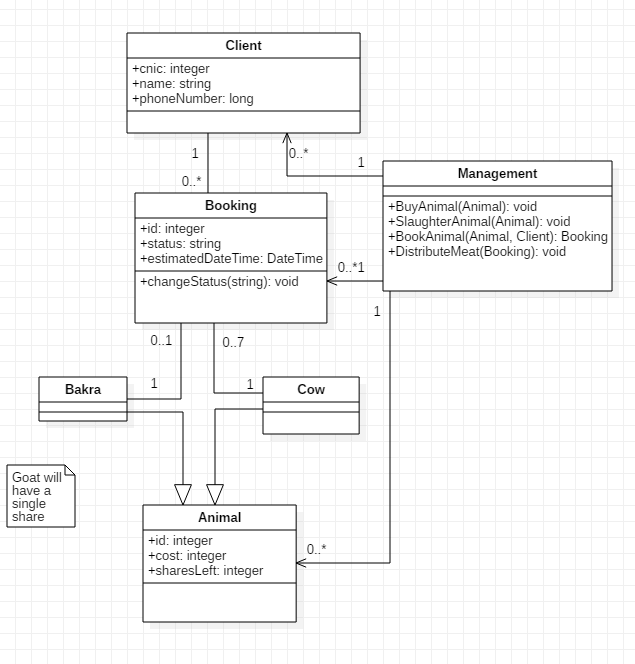 Client
+cnic: integer
+name: string
+phoneNumber: long
1
0..*
0..*
1
Management
+BuyAnimal(Animal): void
+SlaughterAnimal(Animal): void
+BookAnimal(Animal, Client): Booking
+DistributeMeat(Booking): void
Booking
+id: integer
+status: string
+estimatedDateTime: DateTime
+changeStatus(string): void
0..*1
1
0..1
0..7
1
1
Bakra
Cow
Goat will
have a
single
share
Animal
+id: integer
+cost: integer
+sharesLeft: integer
0..*